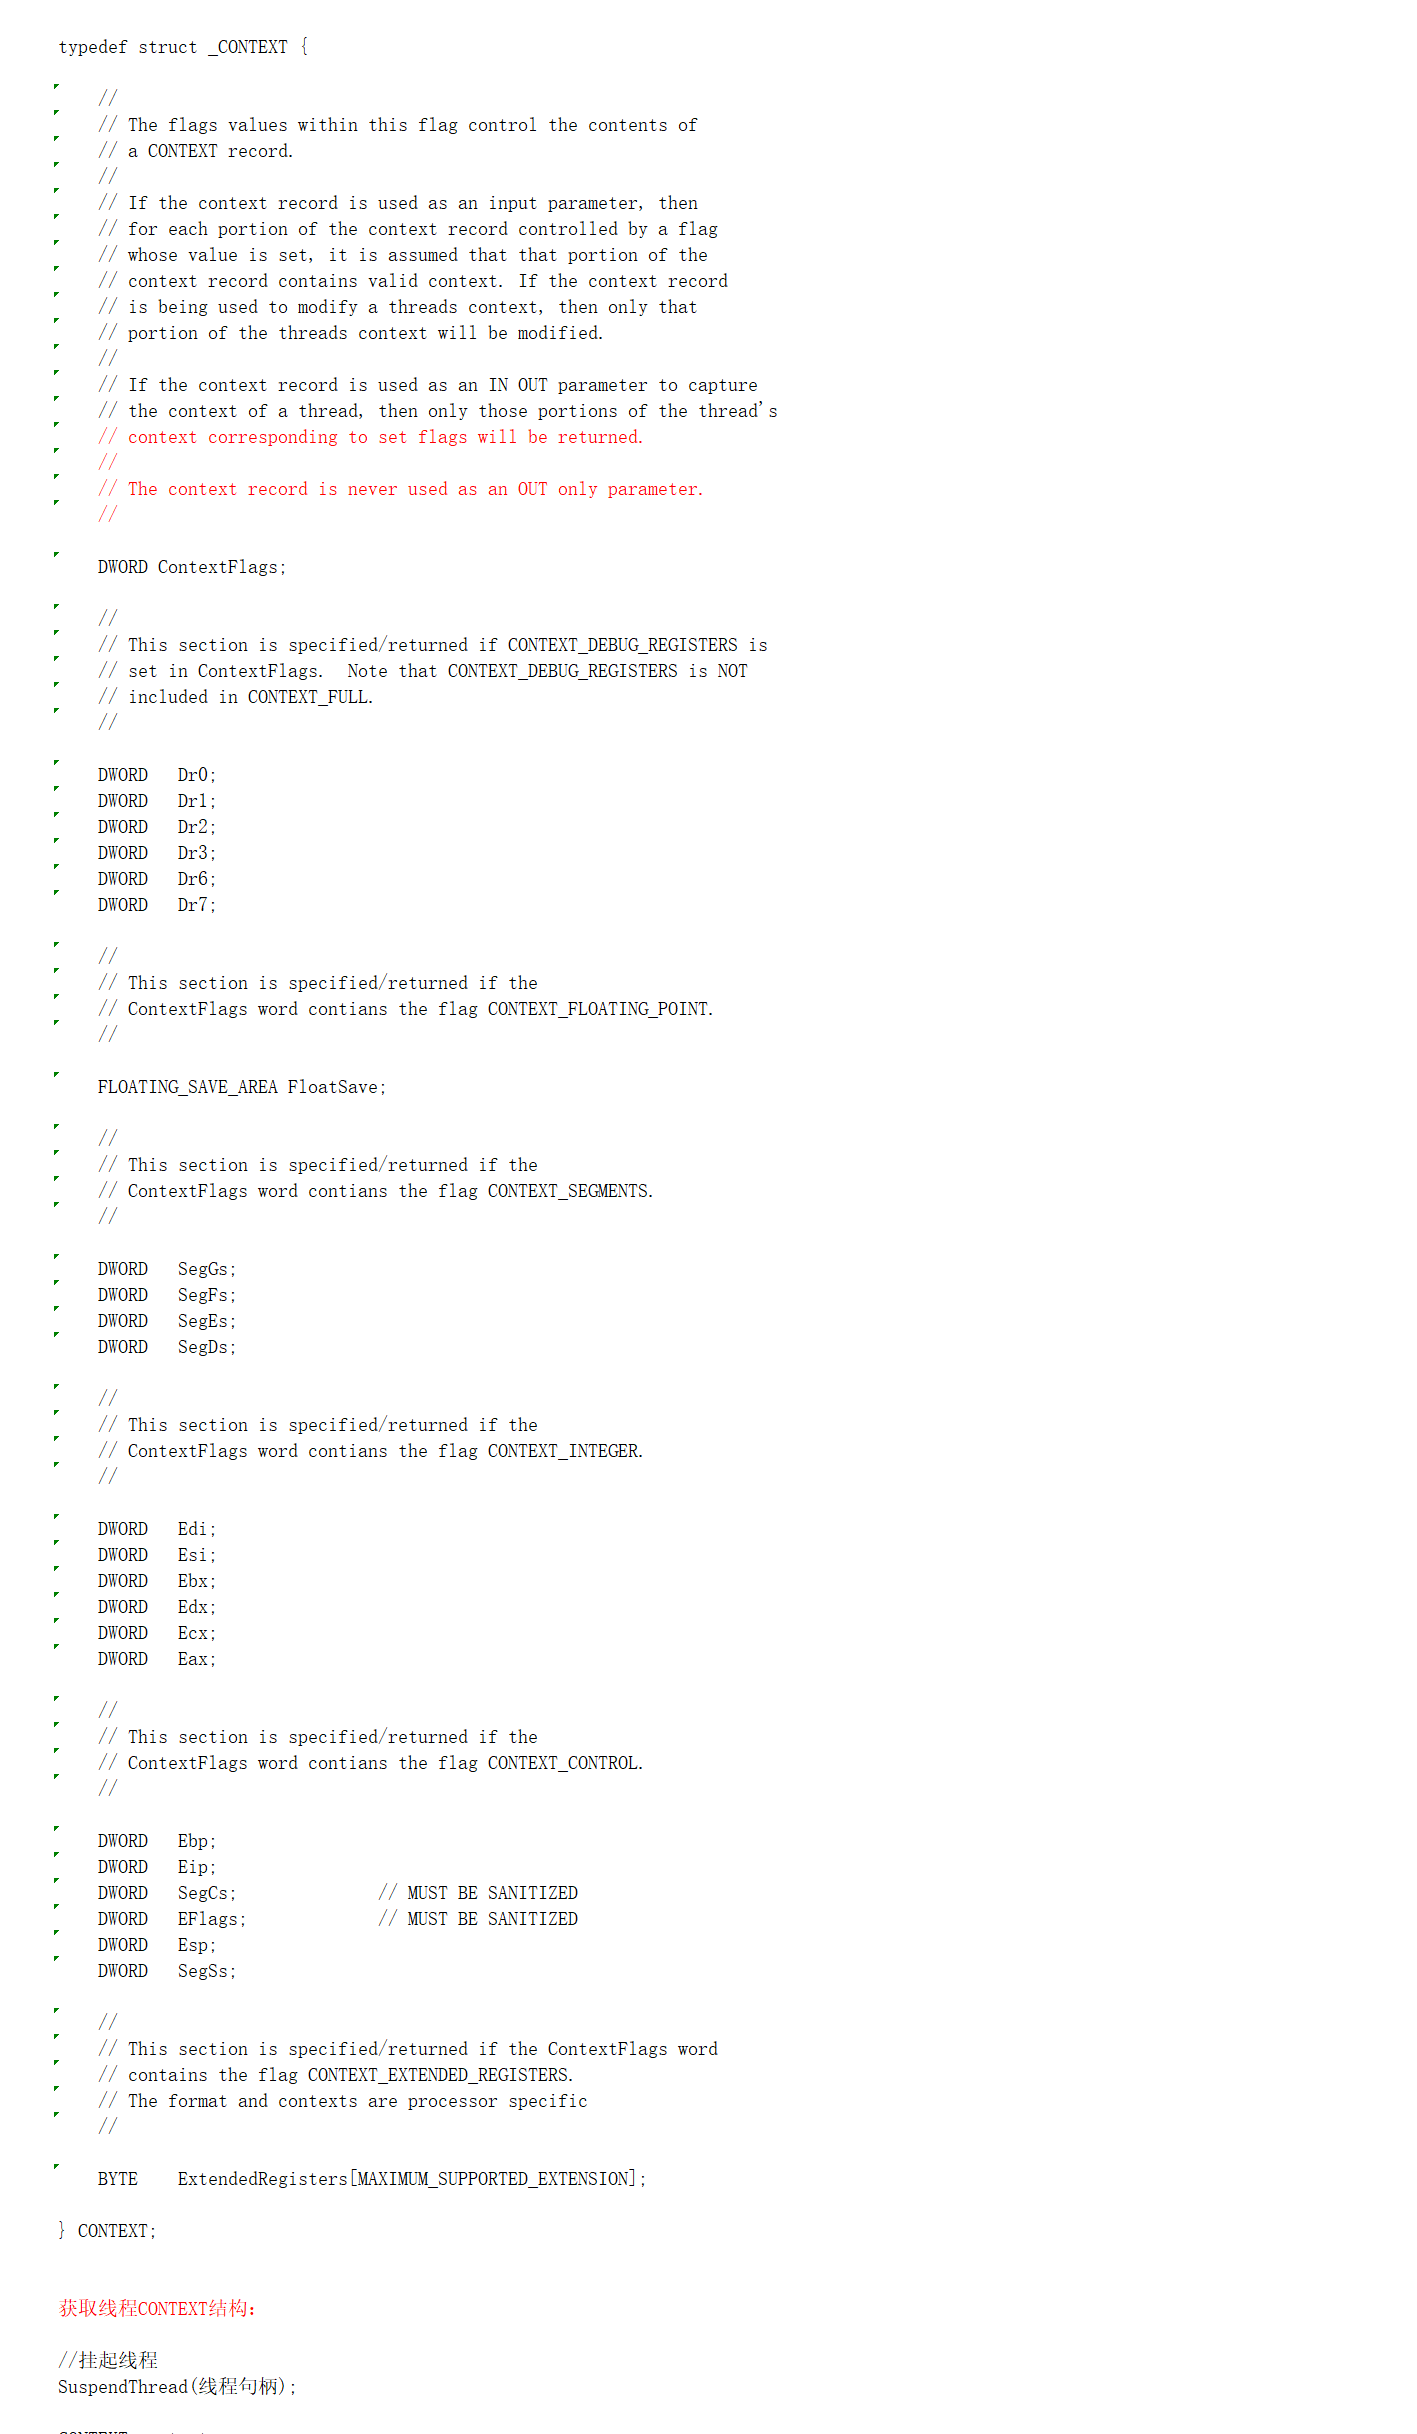 typedef struct _CONTEXT {
//
// The flags values within this flag control the contents of
// a CONTEXT record.
//
// If the context record is used as an input parameter, then
// for each portion of the context record controlled by a flag
// whose value is set, it is assumed that that portion of the
// context record contains valid context. If the context record
// is being used to modify a threads context, then only that
// portion of the threads context will be modified.
//
// If the context record is used as an IN OUT parameter to capture
// the context of a thread, then only those portions of the thread's
// context corresponding to set flags will be returned.
//
// The context record is never used as an OUT only parameter.
//
DWORD ContextFlags;
//
// This section is specified/returned if CONTEXT_DEBUG_REGISTERS is
// set in ContextFlags.  Note that CONTEXT_DEBUG_REGISTERS is NOT
// included in CONTEXT_FULL.
//
DWORD   Dr0;
DWORD   Dr1;
DWORD   Dr2;
DWORD   Dr3;
DWORD   Dr6;
DWORD   Dr7;
//
// This section is specified/returned if the
// ContextFlags word contians the flag CONTEXT_FLOATING_POINT.
//
FLOATING_SAVE_AREA FloatSave;
//
// This section is specified/returned if the
// ContextFlags word contians the flag CONTEXT_SEGMENTS.
//
DWORD   SegGs;
DWORD   SegFs;
DWORD   SegEs;
DWORD   SegDs;
//
// This section is specified/returned if the
// ContextFlags word contians the flag CONTEXT_INTEGER.
//
DWORD   Edi;
DWORD   Esi;
DWORD   Ebx;
DWORD   Edx;
DWORD   Ecx;
DWORD   Eax;
//
// This section is specified/returned if the
// ContextFlags word contians the flag CONTEXT_CONTROL.
//
DWORD   Ebp;
DWORD   Eip;
DWORD   SegCs;              // MUST BE SANITIZED
DWORD   EFlags;             // MUST BE SANITIZED
DWORD   Esp;
DWORD   SegSs;
//
// This section is specified/returned if the ContextFlags word
// contains the flag CONTEXT_EXTENDED_REGISTERS.
// The format and contexts are processor specific
//
BYTE    ExtendedRegisters[MAXIMUM_SUPPORTED_EXTENSION];
} CONTEXT;
获取线程CONTEXT结构:
//挂起线程
SuspendThread(线程句柄);